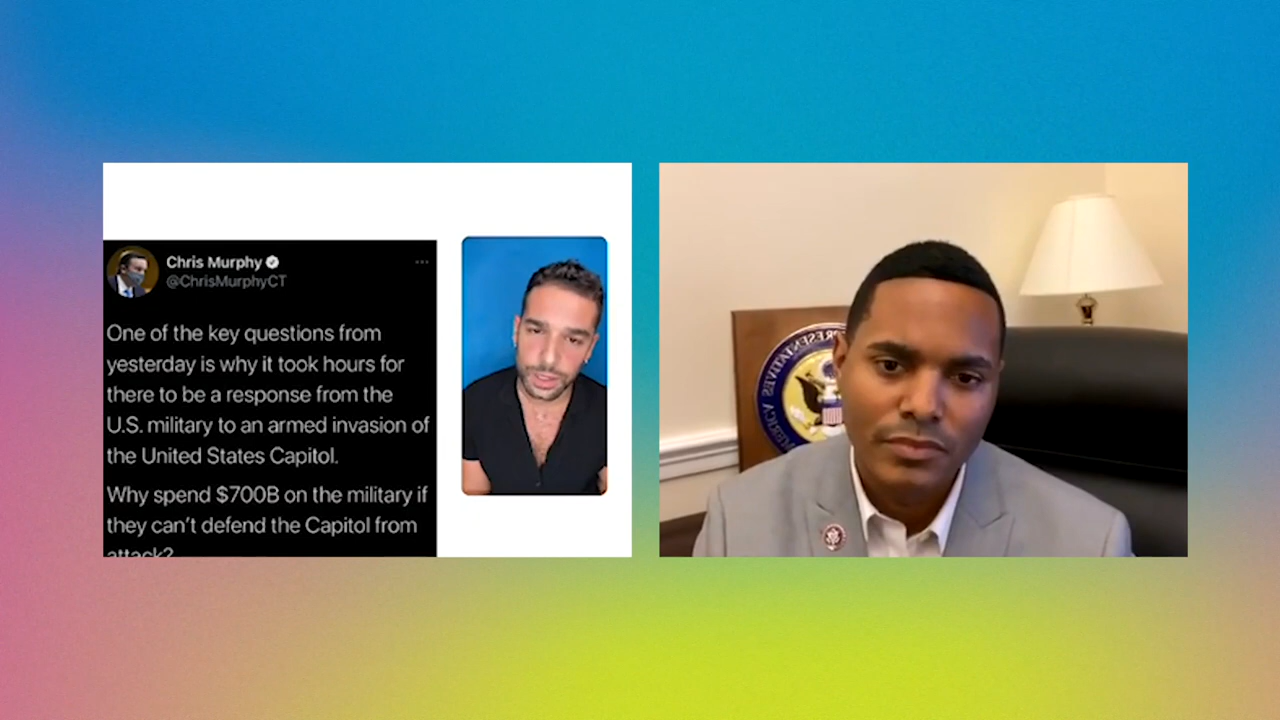 Chris Murphy
@ChrisMurphyCT
One of the key questions from
yesterday is why it took hours for
there to be a response from the
U.S. military to an armed invasion of
the United States Capitol.
Why spend $700B on the military if
they can’t defend the Capitol from
attack?